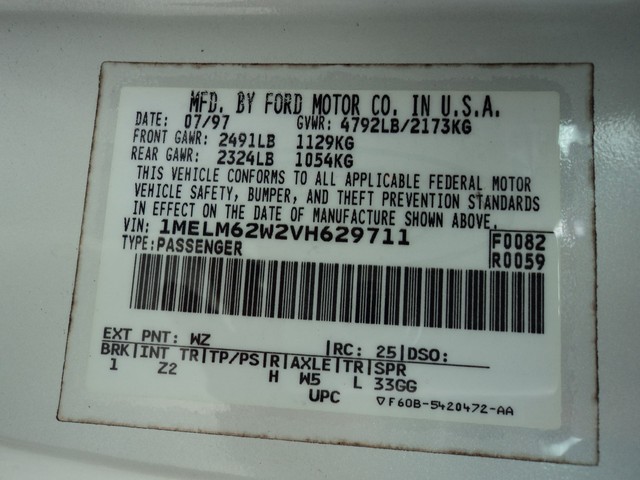 MFD. BY FORD MOTOR CO. IN U.S.A.
DATE: 07/97 GVWR: 4792LB/2173KG
FRONT GAWR: 2491LB 1129KG
REAR GAWR: 2324LB 1054KG
THIS VEHICLE CONFORMS TO ALL APPLICABLE FEDERAL MOTOR
VEHICLE SAFETY, BUMPER, AND THEFT PREVENTION STANDARDS
IN EFFECT ON THE DATE OF MANUFACTURE SHOWN ABOVE.
VIN: 1MELM62W2VH629711 F0082
TYPE: PASSENGER R0059
EXT PNT: WZ |RC: 25|DSO:
BRK|INT TR|TP/PS|R|AXLE|TR|SPR
1 Z2 H W5 L 33GG
UPC ▽F60B-5420472-AA